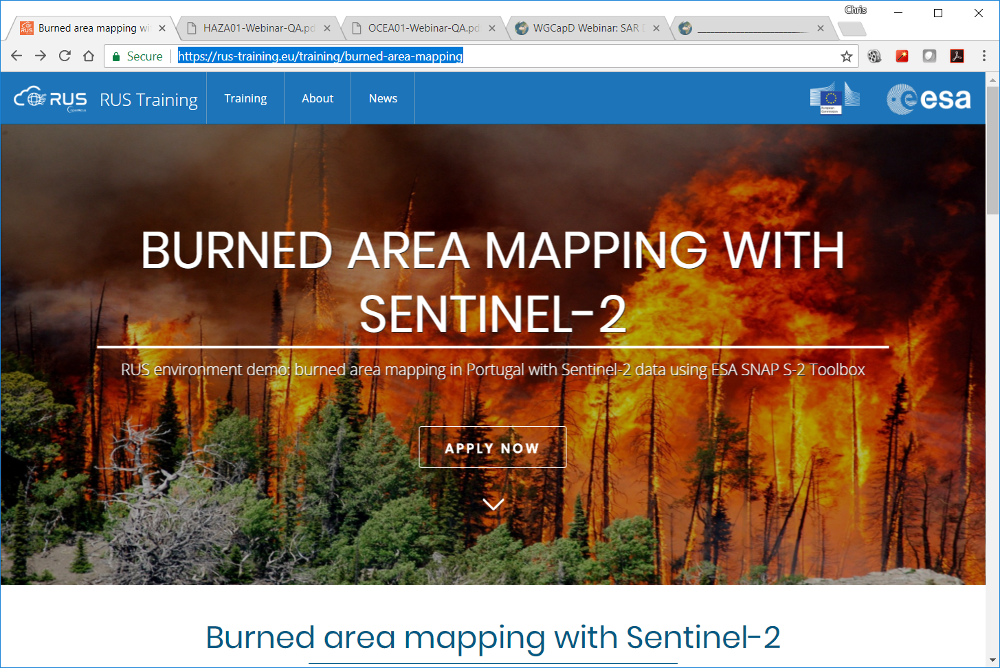 Chris
Burned area mapping wi
HAZA01-Webinar-QA.pd
OCEA01-Webinar-QA.pd
WGCapD Webinar: SAR
Secure
https://rus-training.eu/training/burned-area-mapping
RUS
Copernicus
RUS Training
Training
About
News
European
Commission
esa
BURNED AREA MAPPING WITH
SENTINEL-2
RUS environment demo: burned area mapping in Portugal with Sentinel-2 data using ESA SNAP S-2 Toolbox
APPLY NOW
Burned area mapping with Sentinel-2